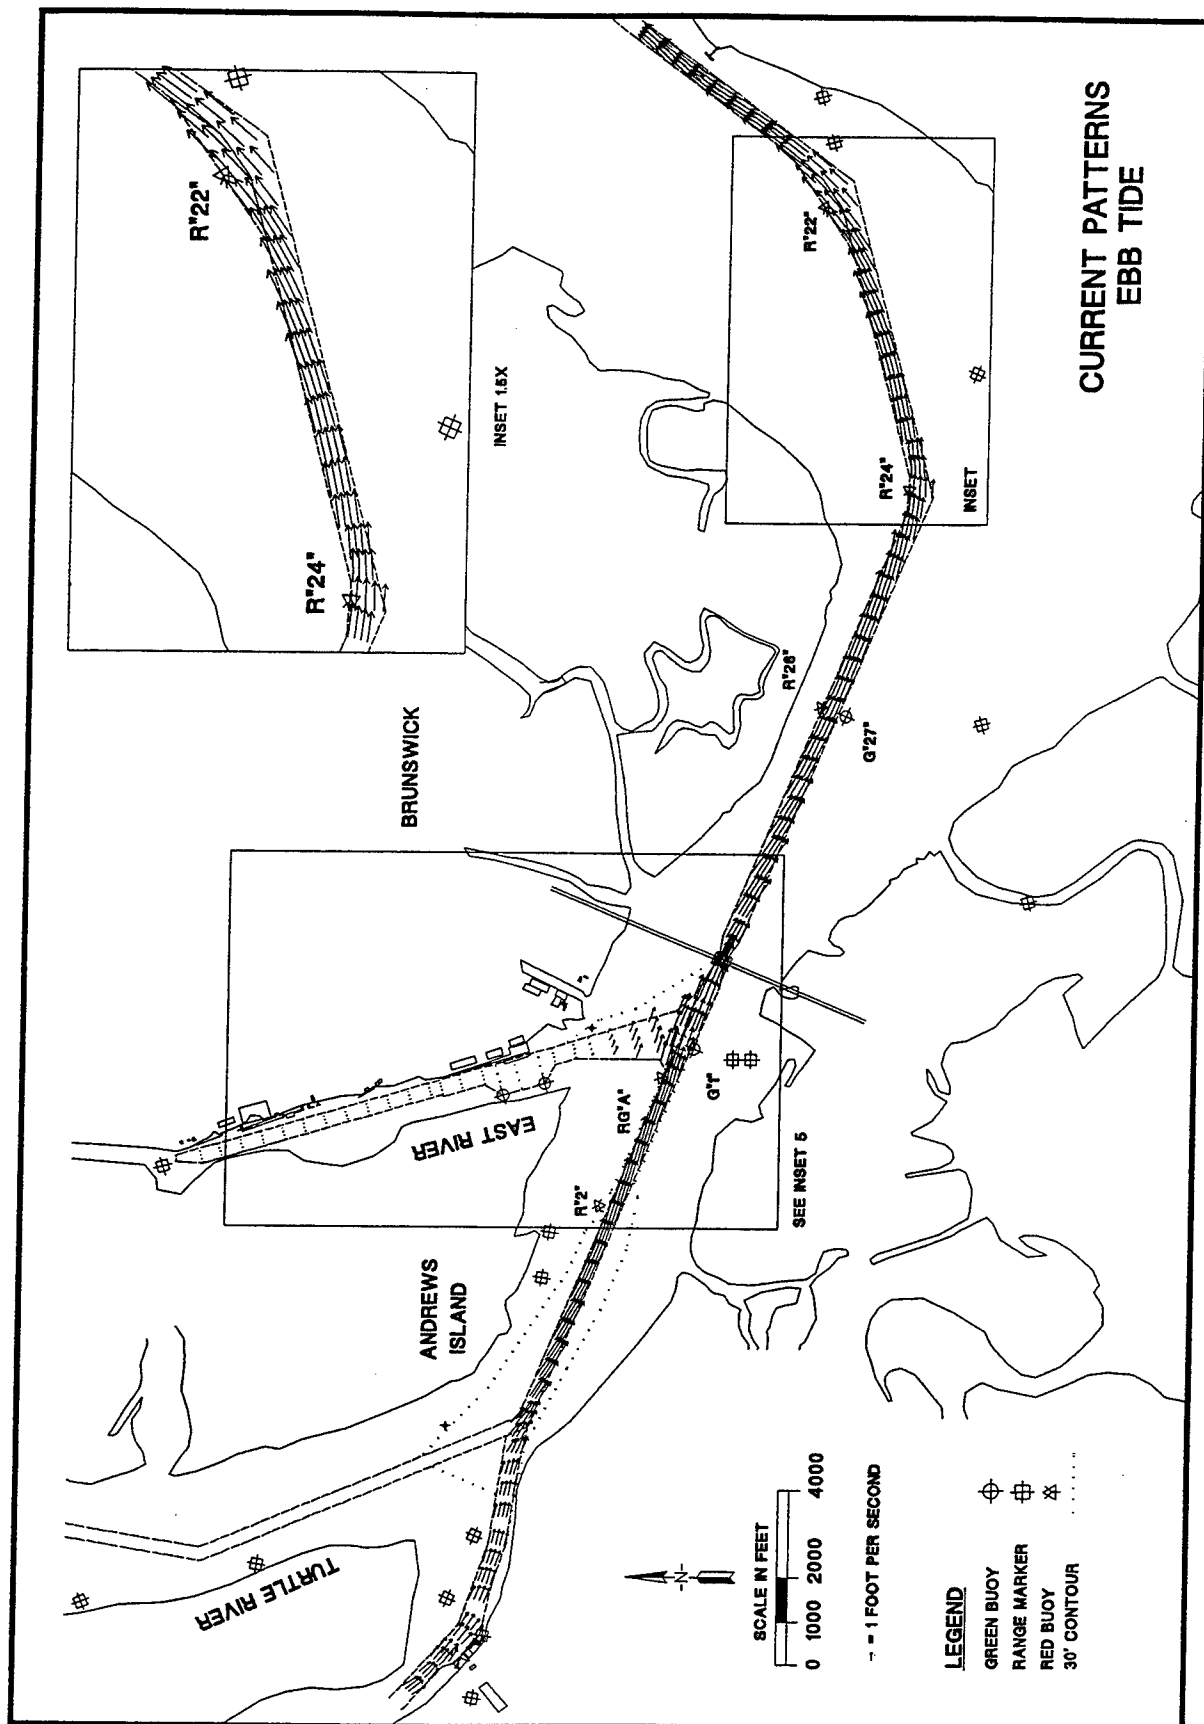 R"22"
R"24"
INSET 1.5X
R"22"
R"24"
INSET
CURRENT PATTERNS
EBB TIDE
BRUNSWICK
R"26"
G"27"
EAST RIVER
RG"A"
G"1"
R"2"
SEE INSET 5
ANDREWS
ISLAND
TURTLE RIVER
-N-
SCALE IN FEET
0 1000 2000 4000
→ = 1 FOOT PER SECOND
LEGEND
GREEN BUOY
RANGE MARKER
RED BUOY
30' CONTOUR